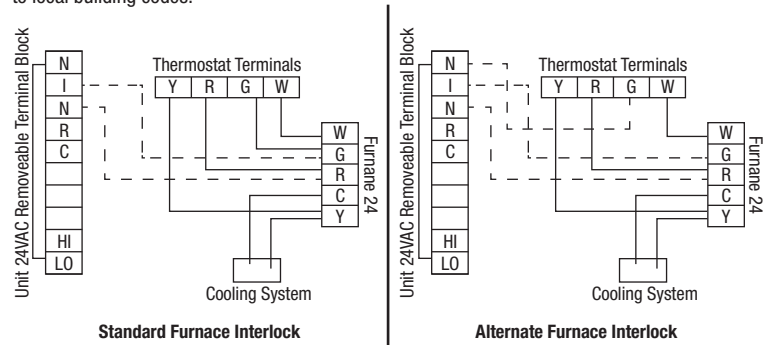 to local building codes.
Unit 24VAC Removeable Terminal Block
N
I
N
R
C
HI
LO
Thermostat Terminals
Y R G W
W
G
R
C
Y
Furnane 24
Cooling System
Standard Furnace Interlock
Unit 24VAC Removeable Terminal Block
N
I
N
R
C
HI
LO
Thermostat Terminals
Y R G W
W
G
R
C
Y
Furnane 24
Cooling System
Alternate Furnace Interlock